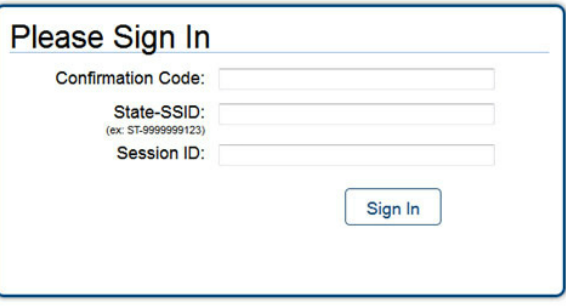 Please Sign In
Confirmation Code:
State-SSID:
(ex: ST-9999999123)
Session ID:
Sign In